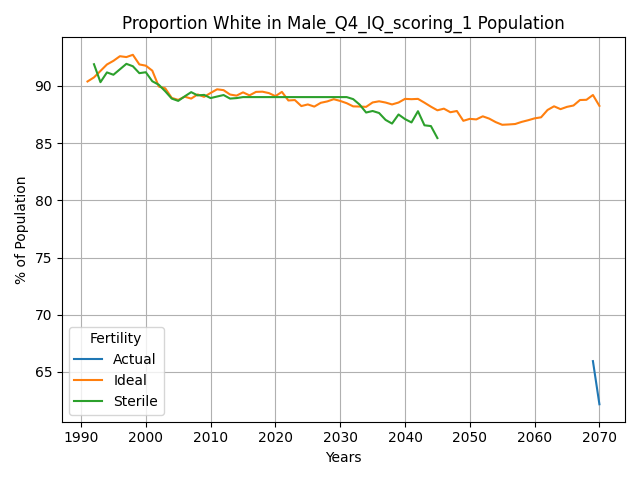 Proportion White in Male_Q4_IQ_scoring_1 Population
% of Population
90
85
80
75
70
65
Fertility
Actual
Ideal
Sterile
1990 2000 2010 2020 2030 2040 2050 2060 2070
Years